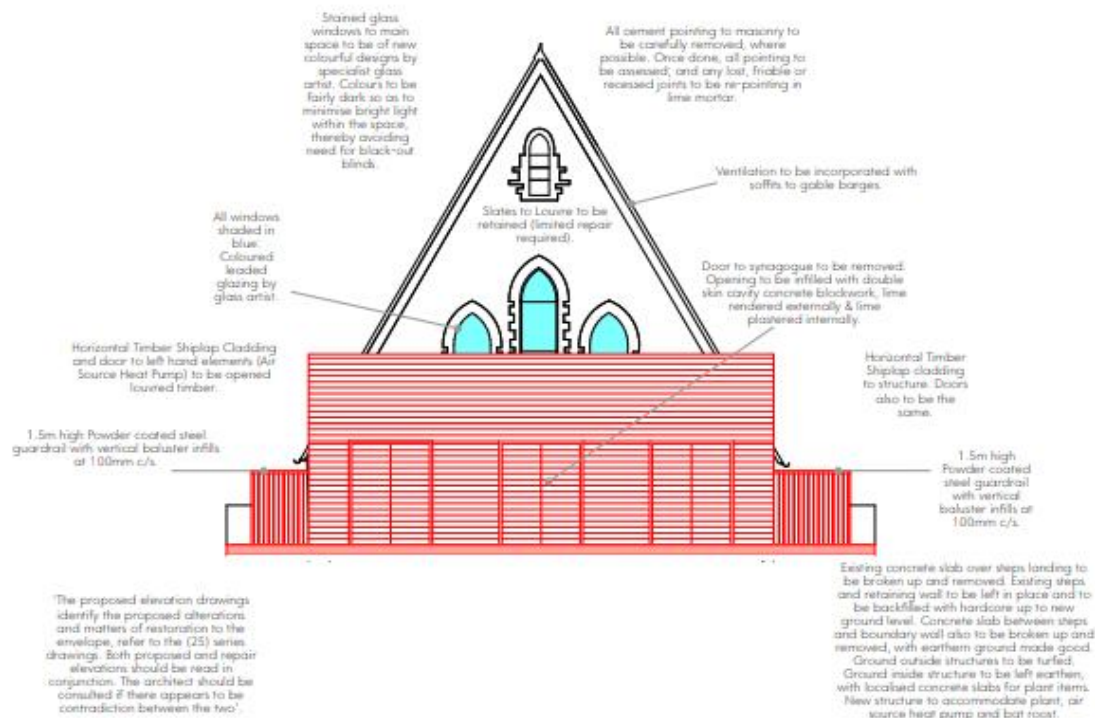 Stained glass
windows to main
space to be of new
colourful designs by
specialist glass
artist. Colours to be
fairly dark so as to
minimise bright light
within the space,
thereby avoiding
need for black-out
blinds.
All cement pointing to masonry to
be carefully removed, where
possible. Once done, all pointing to
be assessed; and any lost, friable or
recessed joints to be re-pointing in
lime mortar.
Ventilation to be incorporated with
soffits to gable barges.
Slates to Louvre to be
retained (limited repair
required).
All windows
shaded in
blue:
Coloured
leaded
glazing by
glass artist.
Door to synagogue to be removed.
Opening to be infilled with double
skin cavity concrete blockwork, lime
rendered externally & lime
plastered internally.
Horizontal Timber Shiplap Cladding
and door to left hand elements (Air
Source Heat Pump) to be opened
louvred timber.
Horizontal Timber
Shiplap cladding
to structure. Doors
also to be the
same.
1.5m high Powder coated steel
guardrail with vertical baluster infills
at 100mm c/s.
1.5m high
Powder coated
steel guardrail
with vertical
baluster infills at
100mm c/s.
'The proposed elevation drawings
identify the proposed alterations
and matters of restoration to the
envelope, refer to the (25) series
drawings. Both proposed and repair
elevations should be read in
conjunction. The architect should be
consulted if there appears to be
contradiction between the two'.
Existing concrete slab over steps landing to
be broken up and removed. Existing steps
and retaining wall to be left in place and to
be backfilled with hardcore up to new
ground level. Concrete slab between steps
and boundary wall also to be broken up and
removed, with earthern ground made good.
Ground outside structures to be turfed.
Ground inside structure to be left earthen,
with localised concrete slabs for plant items.
New structure to accommodate plant, air
source heat pump and bat roost.